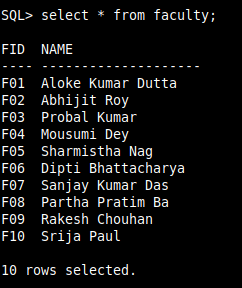 SQL> select * from faculty;
FID  NAME
---- --------------------
F01  Aloke Kumar Dutta
F02  Abhijit Roy
F03  Probal Kumar
F04  Mousumi Dey
F05  Sharmistha Nag
F06  Dipti Bhattacharya
F07  Sanjay Kumar Das
F08  Partha Pratim Ba
F09  Rakesh Chouhan
F10  Srija Paul
10 rows selected.